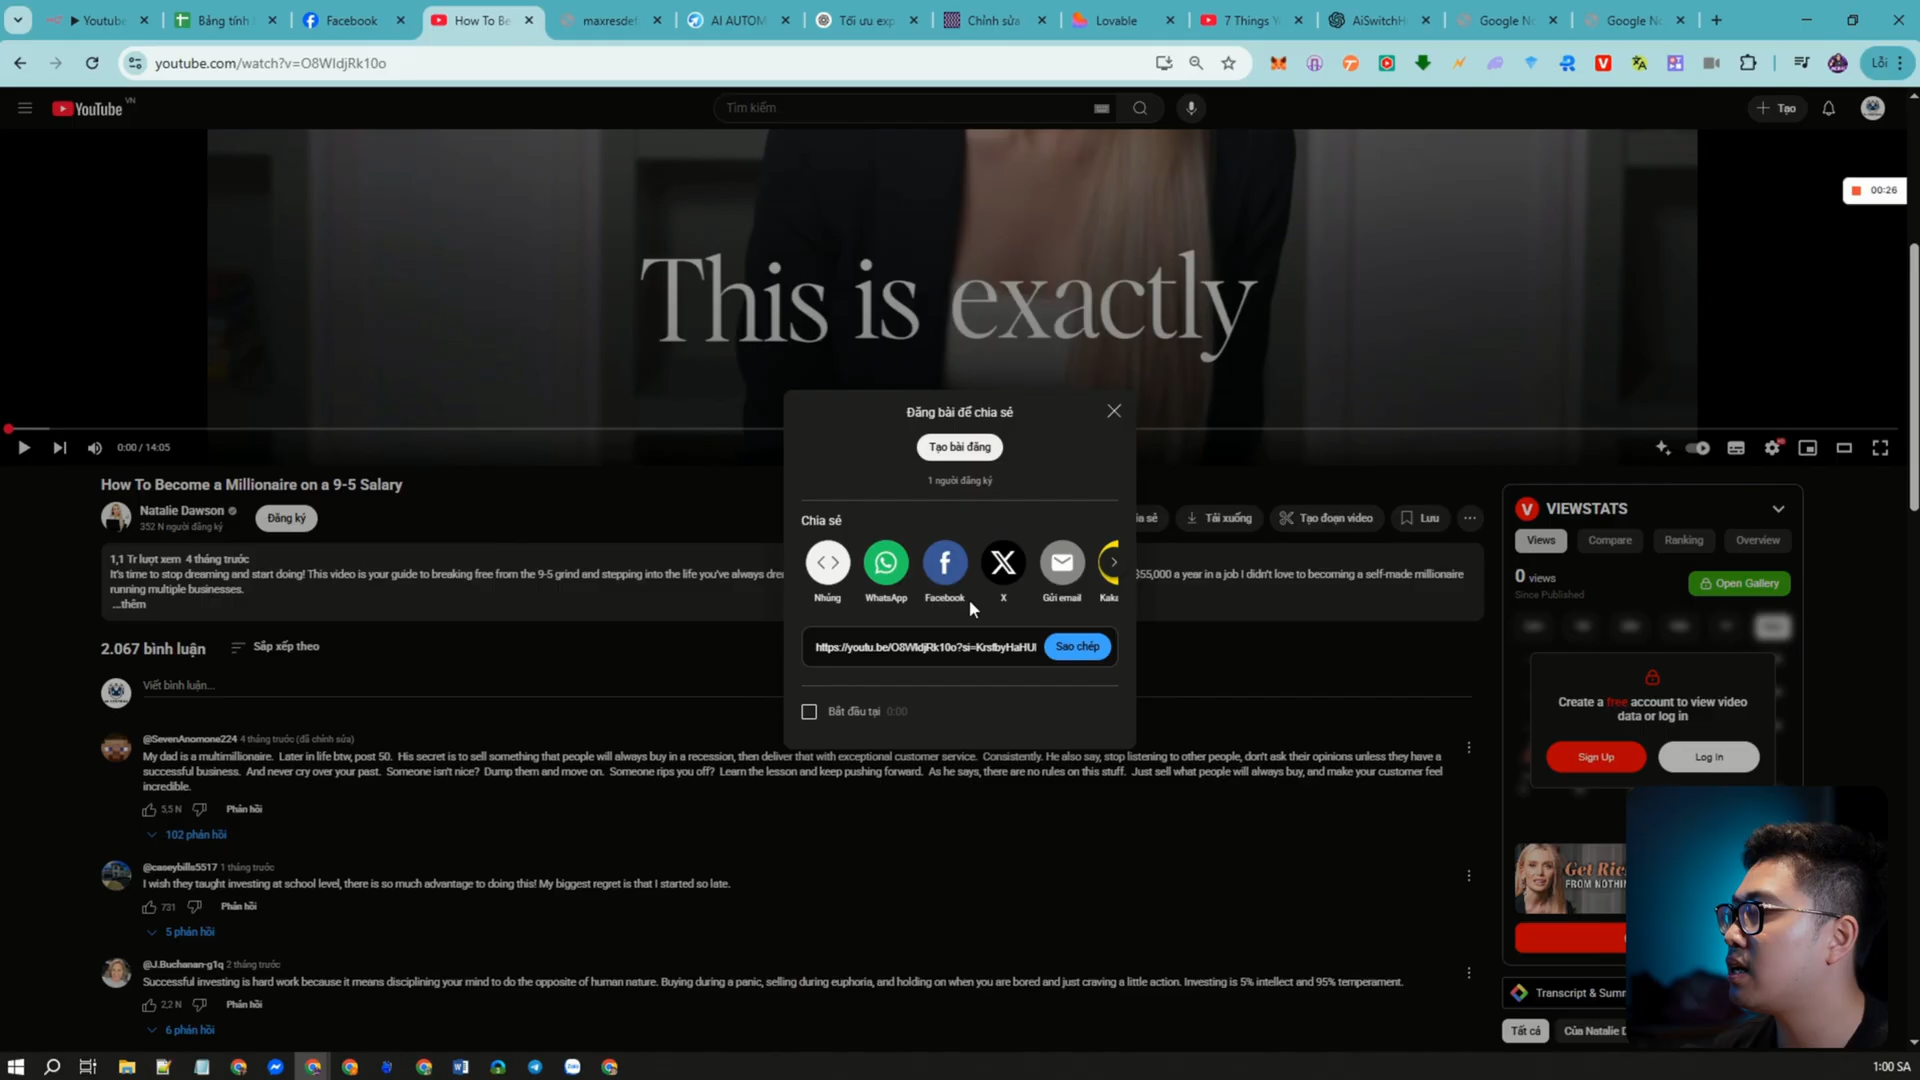 Youtube
Bảng tính
Facebook
How To Be
maxresdef
AI AUTOM
Tối ưu exp
Chỉnh sửa
Lovable
7 Things Y
AiSwitchH
Google No
Google No
youtube.com/watch?v=O8WIdjRk10o
Lỗi
YouTube VN
Tìm kiếm
Tạo
00:26
This is exactly
0:00 / 14:05
Đăng bài để chia sẻ
Tạo bài đăng
1 người đăng ký
Chia sẻ
Nhúng
WhatsApp
Facebook
X
Gửi email
Kaka
https://youtu.be/O8WIdjRk10o?si=KrsfbyHaHUI
Sao chép
Bắt đầu tại 0:00
How To Become a Millionaire on a 9-5 Salary
Natalie Dawson
352 N người đăng ký
Đăng ký
ia sẻ
Tải xuống
Tạo đoạn video
Lưu
1,1 Tr lượt xem 4 tháng trước
It's time to stop dreaming and start doing! This video is your guide to breaking free from the 9-5 grind and stepping into the life you've always dre
$55,000 a year in a job I didn't love to becoming a self-made millionaire
running multiple businesses.
...thêm
2.067 bình luận
Sắp xếp theo
Viết bình luận...
@SevenAnomone224 4 tháng trước (đã chỉnh sửa)
My dad is a multimillionaire. Later in life btw, post 50. His secret is to sell something that people will always buy in a recession, then deliver that with exceptional customer service. Consistently. He also say, stop listening to other people, don't ask their opinions unless they have a
successful business. And never cry over your past. Someone isn't nice? Dump them and move on. Someone rips you off? Learn the lesson and keep pushing forward. As he says, there are no rules on this stuff. Just sell what people will always buy, and make your customer feel
incredible.
5,5 N
Phản hồi
102 phản hồi
@caseybills5517 1 tháng trước
I wish they taught investing at school level, there is so much advantage to doing this! My biggest regret is that I started so late.
731
Phản hồi
5 phản hồi
@J.Buchanan-g1q 2 tháng trước
Successful investing is hard work because it means disciplining your mind to do the opposite of human nature. Buying during a panic, selling during euphoria, and holding on when you are bored and just craving a little action. Investing is 5% intellect and 95% temperament.
2,2 N
Phản hồi
6 phản hồi
VIEWSTATS
Views
Compare
Ranking
Overview
0 views
Since Published
Open Gallery
Create a free account to view video
data or log in
Sign Up
Log In
Get Ric
FROM NOTHIN
Transcript & Summ
Tất cả
Của Natalie D
1:00 SA